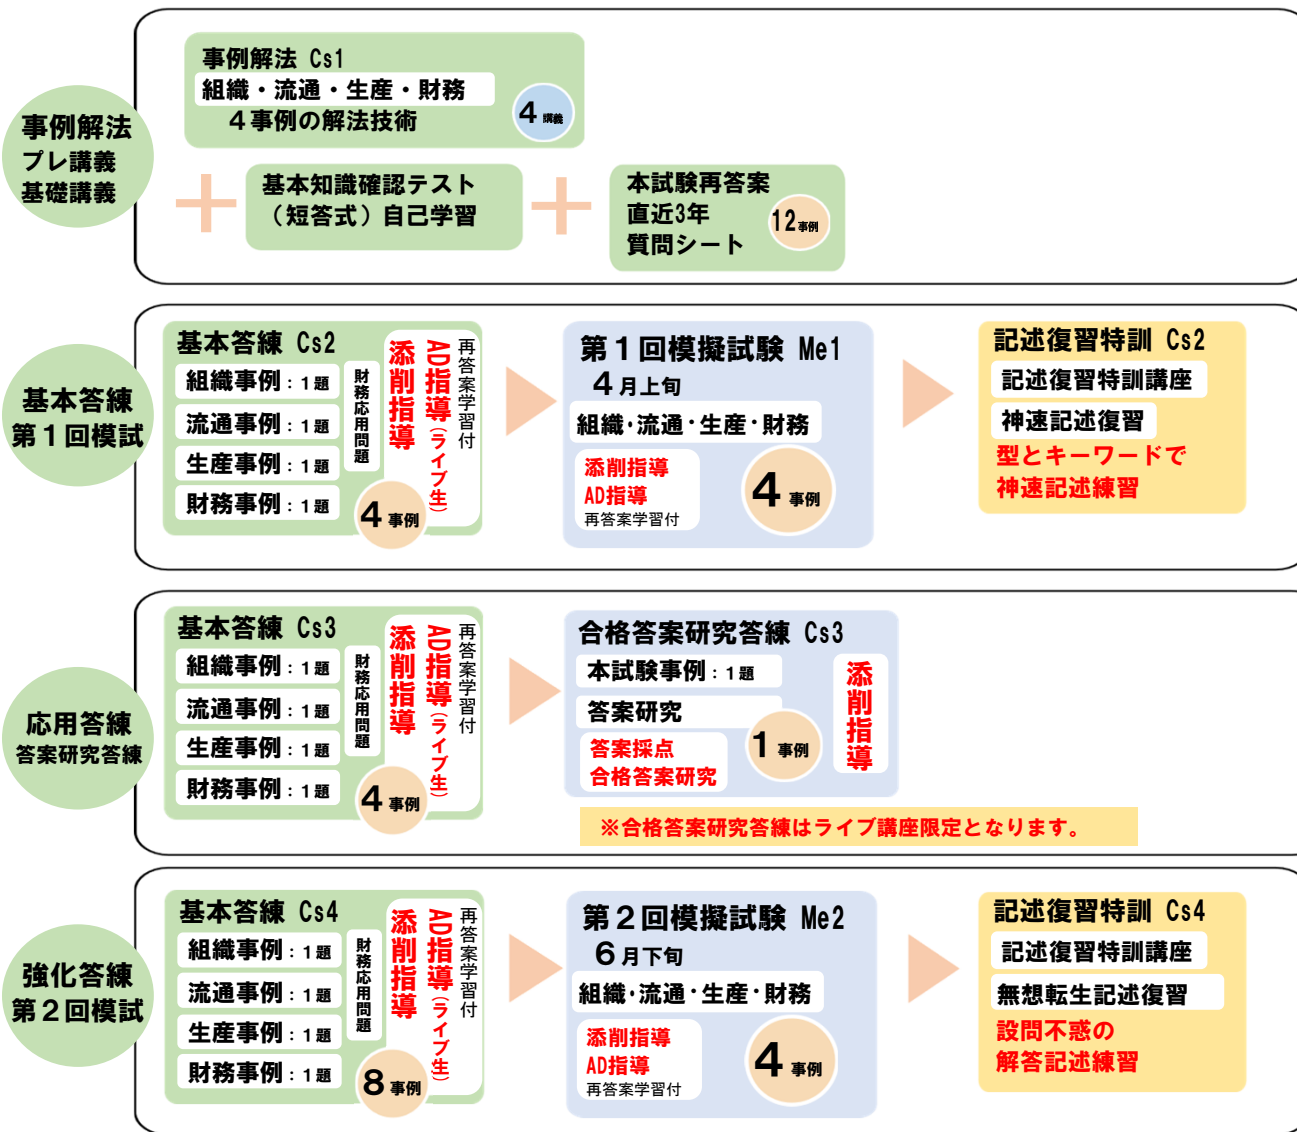 事例解法
プレ講義
基礎講義
事例解法 Cs1
組織・流通・生産・財務
４事例の解法技術
4 講義
基本知識確認テスト
（短答式）自己学習
本試験再答案
直近3年
質問シート
12事例
基本答練
第１回模試
基本答練 Cs2
組織事例：1題
流通事例：1題
生産事例：1題
財務事例：1題
財務応用問題
添削指導
AD指導（ライブ生）
再答案学習付
4 事例
第１回模擬試験 Me1
４月上旬
組織・流通・生産・財務
添削指導
AD指導
再答案学習付
4 事例
記述復習特訓 Cs2
記述復習特訓講座
神速記述復習
型とキーワードで
神速記述練習
応用答練
答案研究答練
基本答練 Cs3
組織事例：1題
流通事例：1題
生産事例：1題
財務事例：1題
財務応用問題
添削指導
AD指導（ライブ生）
再答案学習付
4 事例
合格答案研究答練 Cs3
本試験事例：1題
答案研究
答案採点
合格答案研究
1 事例
添削指導
※合格答案研究答練はライブ講座限定となります。
強化答練
第２回模試
基本答練 Cs4
組織事例：1題
流通事例：1題
生産事例：1題
財務事例：1題
財務応用問題
添削指導
AD指導（ライブ生）
再答案学習付
8 事例
第２回模擬試験 Me2
６月下旬
組織・流通・生産・財務
添削指導
AD指導
再答案学習付
4 事例
記述復習特訓 Cs4
記述復習特訓講座
無想転生記述復習
設問不惑の
解答記述練習